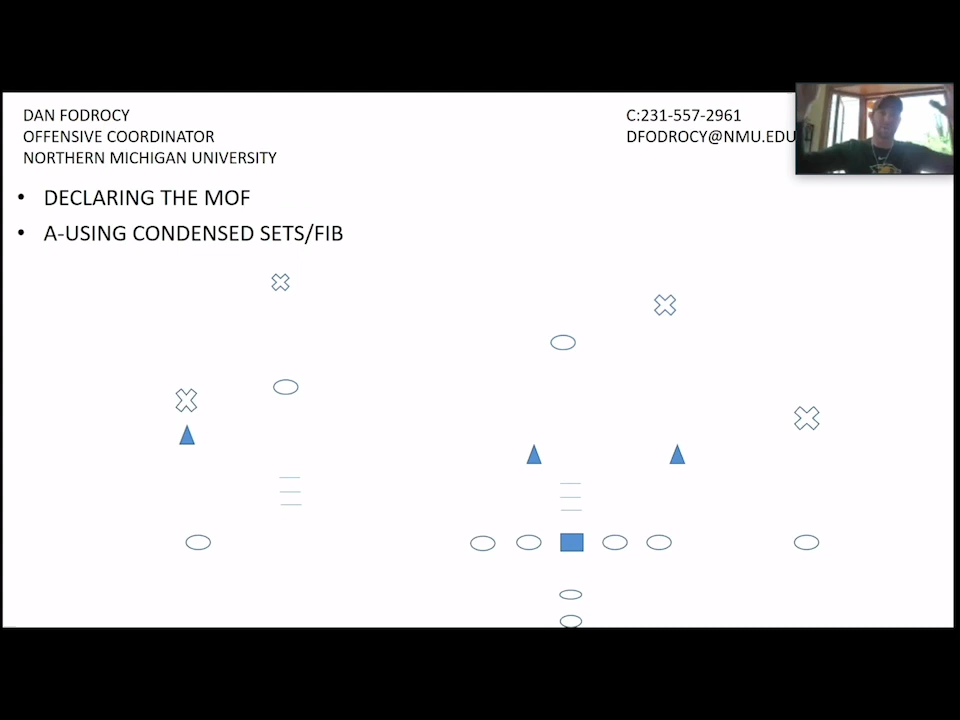 DAN FODROCY
OFFENSIVE COORDINATOR
NORTHERN MICHIGAN UNIVERSITY
C:231-557-2961
DFODROCY@NMU.EDU
• DECLARING THE MOF
• A-USING CONDENSED SETS/FIB